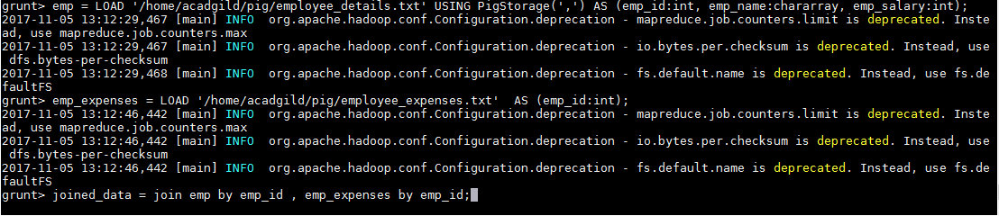 grunt> emp = LOAD '/home/acadgild/pig/employee_details.txt' USING PigStorage(',') AS (emp_id:int, emp_name:chararray, emp_salary:int);
2017-11-05 13:12:29,467 [main] INFO  org.apache.hadoop.conf.Configuration.deprecation - mapreduce.job.counters.limit is deprecated. Inste
ad, use mapreduce.job.counters.max
2017-11-05 13:12:29,467 [main] INFO  org.apache.hadoop.conf.Configuration.deprecation - io.bytes.per.checksum is deprecated. Instead, use
 dfs.bytes-per-checksum
2017-11-05 13:12:29,468 [main] INFO  org.apache.hadoop.conf.Configuration.deprecation - fs.default.name is deprecated. Instead, use fs.de
faultFS
grunt> emp_expenses = LOAD '/home/acadgild/pig/employee_expenses.txt'  AS (emp_id:int);
2017-11-05 13:12:46,442 [main] INFO  org.apache.hadoop.conf.Configuration.deprecation - mapreduce.job.counters.limit is deprecated. Inste
ad, use mapreduce.job.counters.max
2017-11-05 13:12:46,442 [main] INFO  org.apache.hadoop.conf.Configuration.deprecation - io.bytes.per.checksum is deprecated. Instead, use
 dfs.bytes-per-checksum
2017-11-05 13:12:46,442 [main] INFO  org.apache.hadoop.conf.Configuration.deprecation - fs.default.name is deprecated. Instead, use fs.de
faultFS
grunt> joined_data = join emp by emp_id , emp_expenses by emp_id;